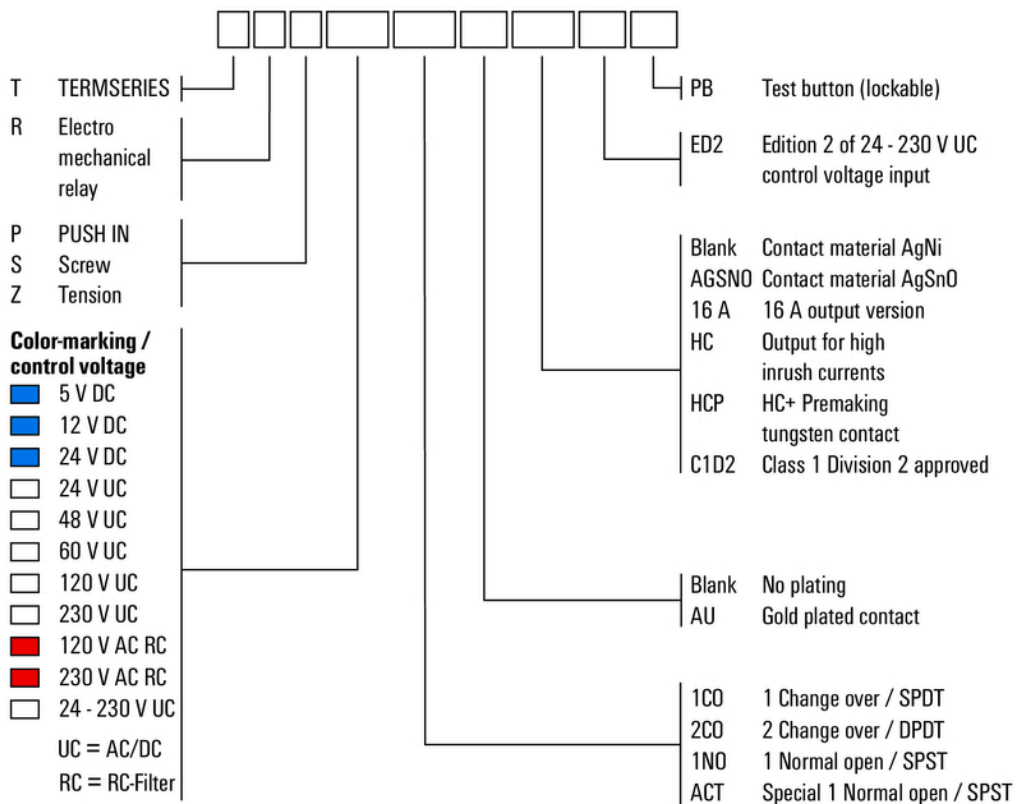 T TERMSERIES
R Electro
mechanical
relay
P PUSH IN
S Screw
Z Tension
Color-marking /
control voltage
5 V DC
12 V DC
24 V DC
24 V UC
48 V UC
60 V UC
120 V UC
230 V UC
120 V AC RC
230 V AC RC
24 - 230 V UC
UC = AC/DC
RC = RC-Filter
PB Test button (lockable)
ED2 Edition 2 of 24 - 230 V UC
control voltage input
Blank Contact material AgNi
AGSNO Contact material AgSnO
16 A 16 A output version
HC Output for high
inrush currents
HCP HC+ Premaking
tungsten contact
C1D2 Class 1 Division 2 approved
Blank No plating
AU Gold plated contact
1CO 1 Change over / SPDT
2CO 2 Change over / DPDT
1NO 1 Normal open / SPST
ACT Special 1 Normal open / SPST